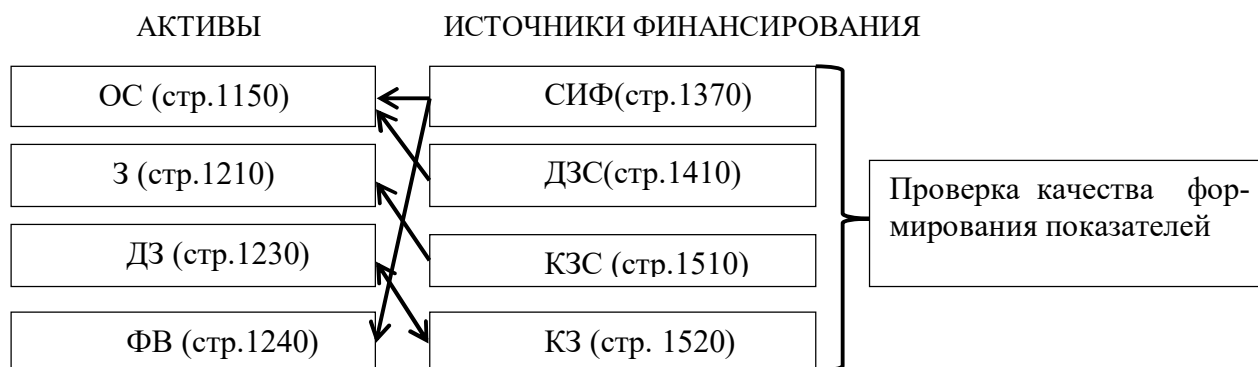 АКТИВЫ ИСТОЧНИКИ ФИНАНСИРОВАНИЯ
ОС (стр.1150) СИФ(стр.1370)
З (стр.1210) ДЗС(стр.1410)
ДЗ (стр.1230) КЗС (стр.1510)
ФВ (стр.1240) КЗ (стр. 1520)
Проверка качества фор-
мирования показателей